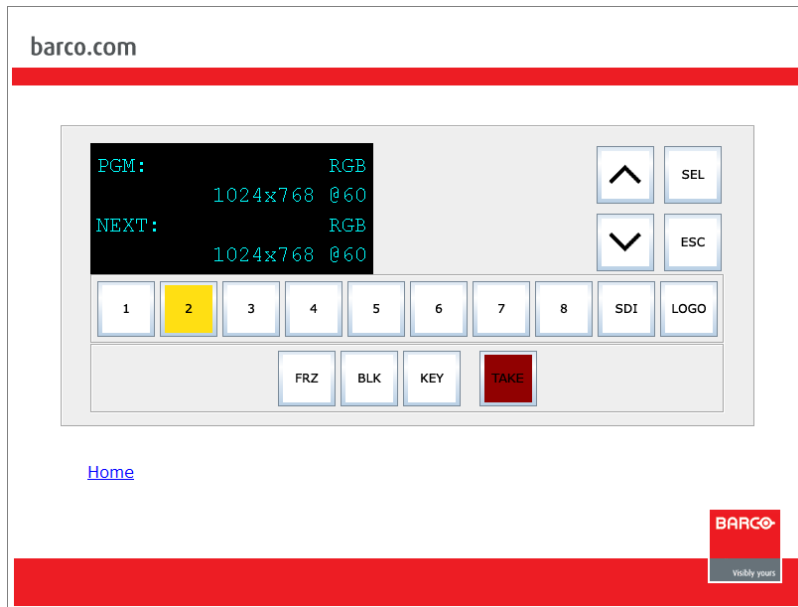 barco.com
PGM: RGB
1024x768 @60
NEXT: RGB
1024x768 @60
SEL
ESC
1 2 3 4 5 6 7 8 SDI LOGO
FRZ BLK KEY TAKE
Home
BARCO
Visibly yours